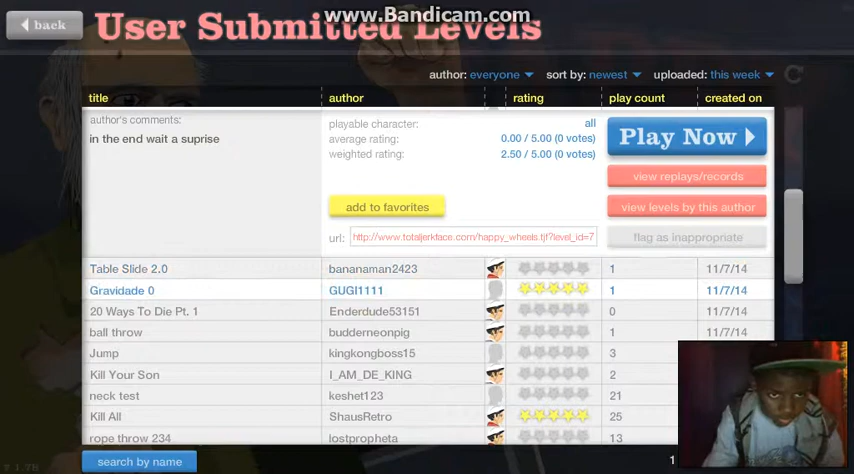 www.Bandicam.com
back
User Submitted Levels
author: everyone sort by: newest uploaded: this week
title author rating play count created on
author's comments:
in the end wait a suprise
playable character: all
average rating: 0.00 / 5.00 (0 votes)
weighted rating: 2.50 / 5.00 (0 votes)
Play Now
view replays/records
add to favorites
view levels by this author
url: http://www.totaljerkface.com/happy_wheels.tjf?level_id=7
flag as inappropriate
Table Slide 2.0 bananaman2423 1 11/7/14
Gravidade 0 GUGI1111 1 11/7/14
20 Ways To Die Pt. 1 Enderdude53151 0 11/7/14
ball throw budderneonpig 1 11/7/14
Jump kingkongboss15 3
Kill Your Son I_AM_DE_KING 2
neck test keshet123 21
Kill All ShausRetro 25
rope throw 234 lostpropheta 13
search by name
1